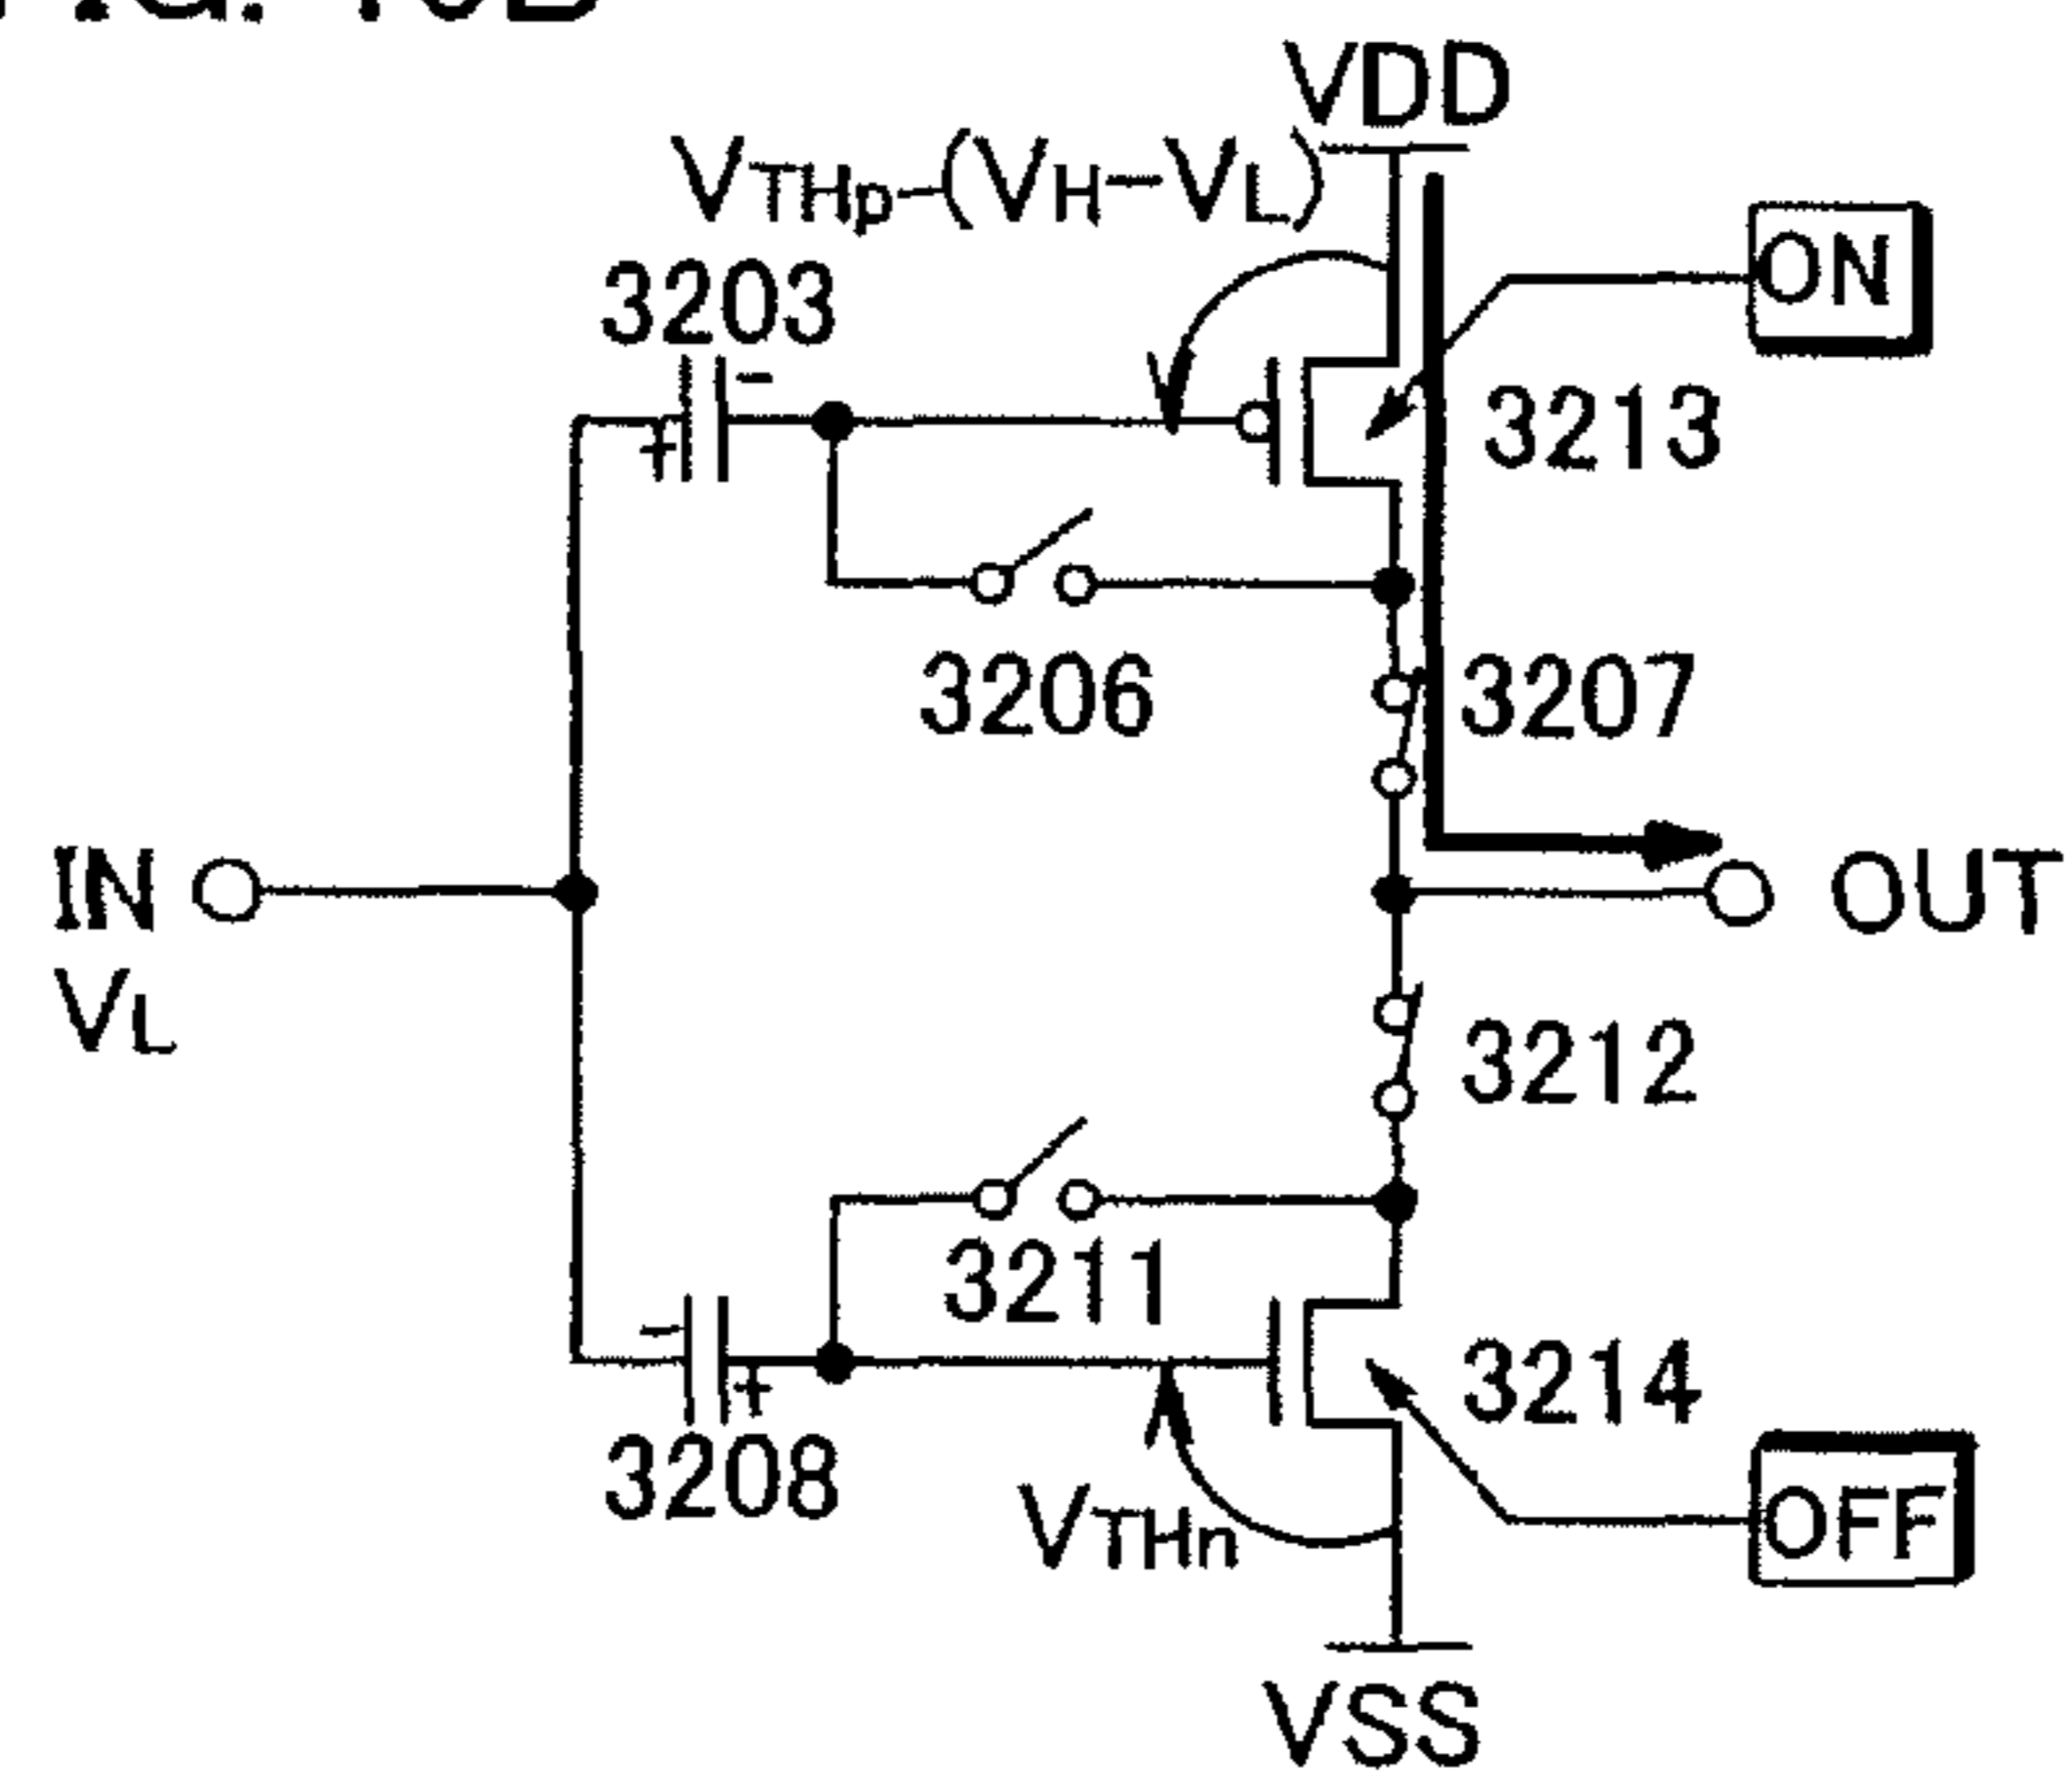 VDD
VTHp-(VH-VL)
ON
3203
-
+
3213
3206
3207
IN
OUT
VL
3212
3211
-
+
3214
3208
VTHn
OFF
VSS